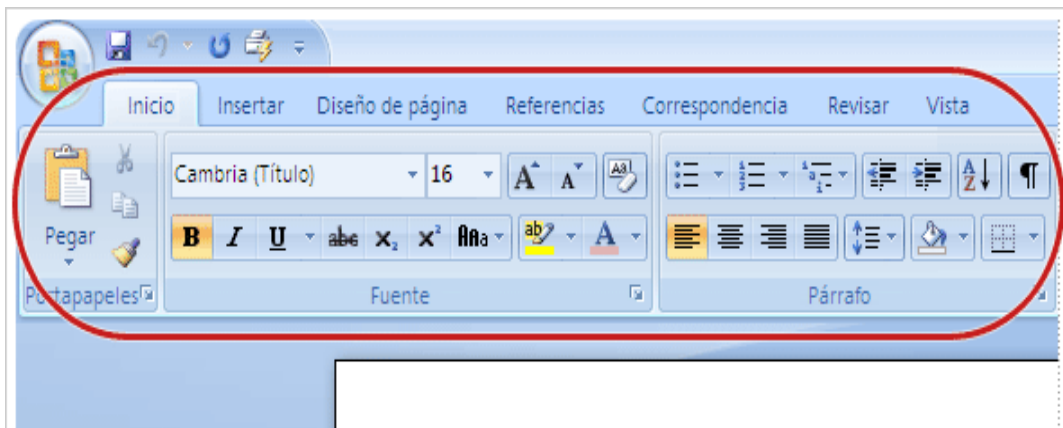 Inicio Insertar Diseño de página Referencias Correspondencia Revisar Vista
Cambria (Título) 16
Pegar
Portapapeles Fuente Párrafo